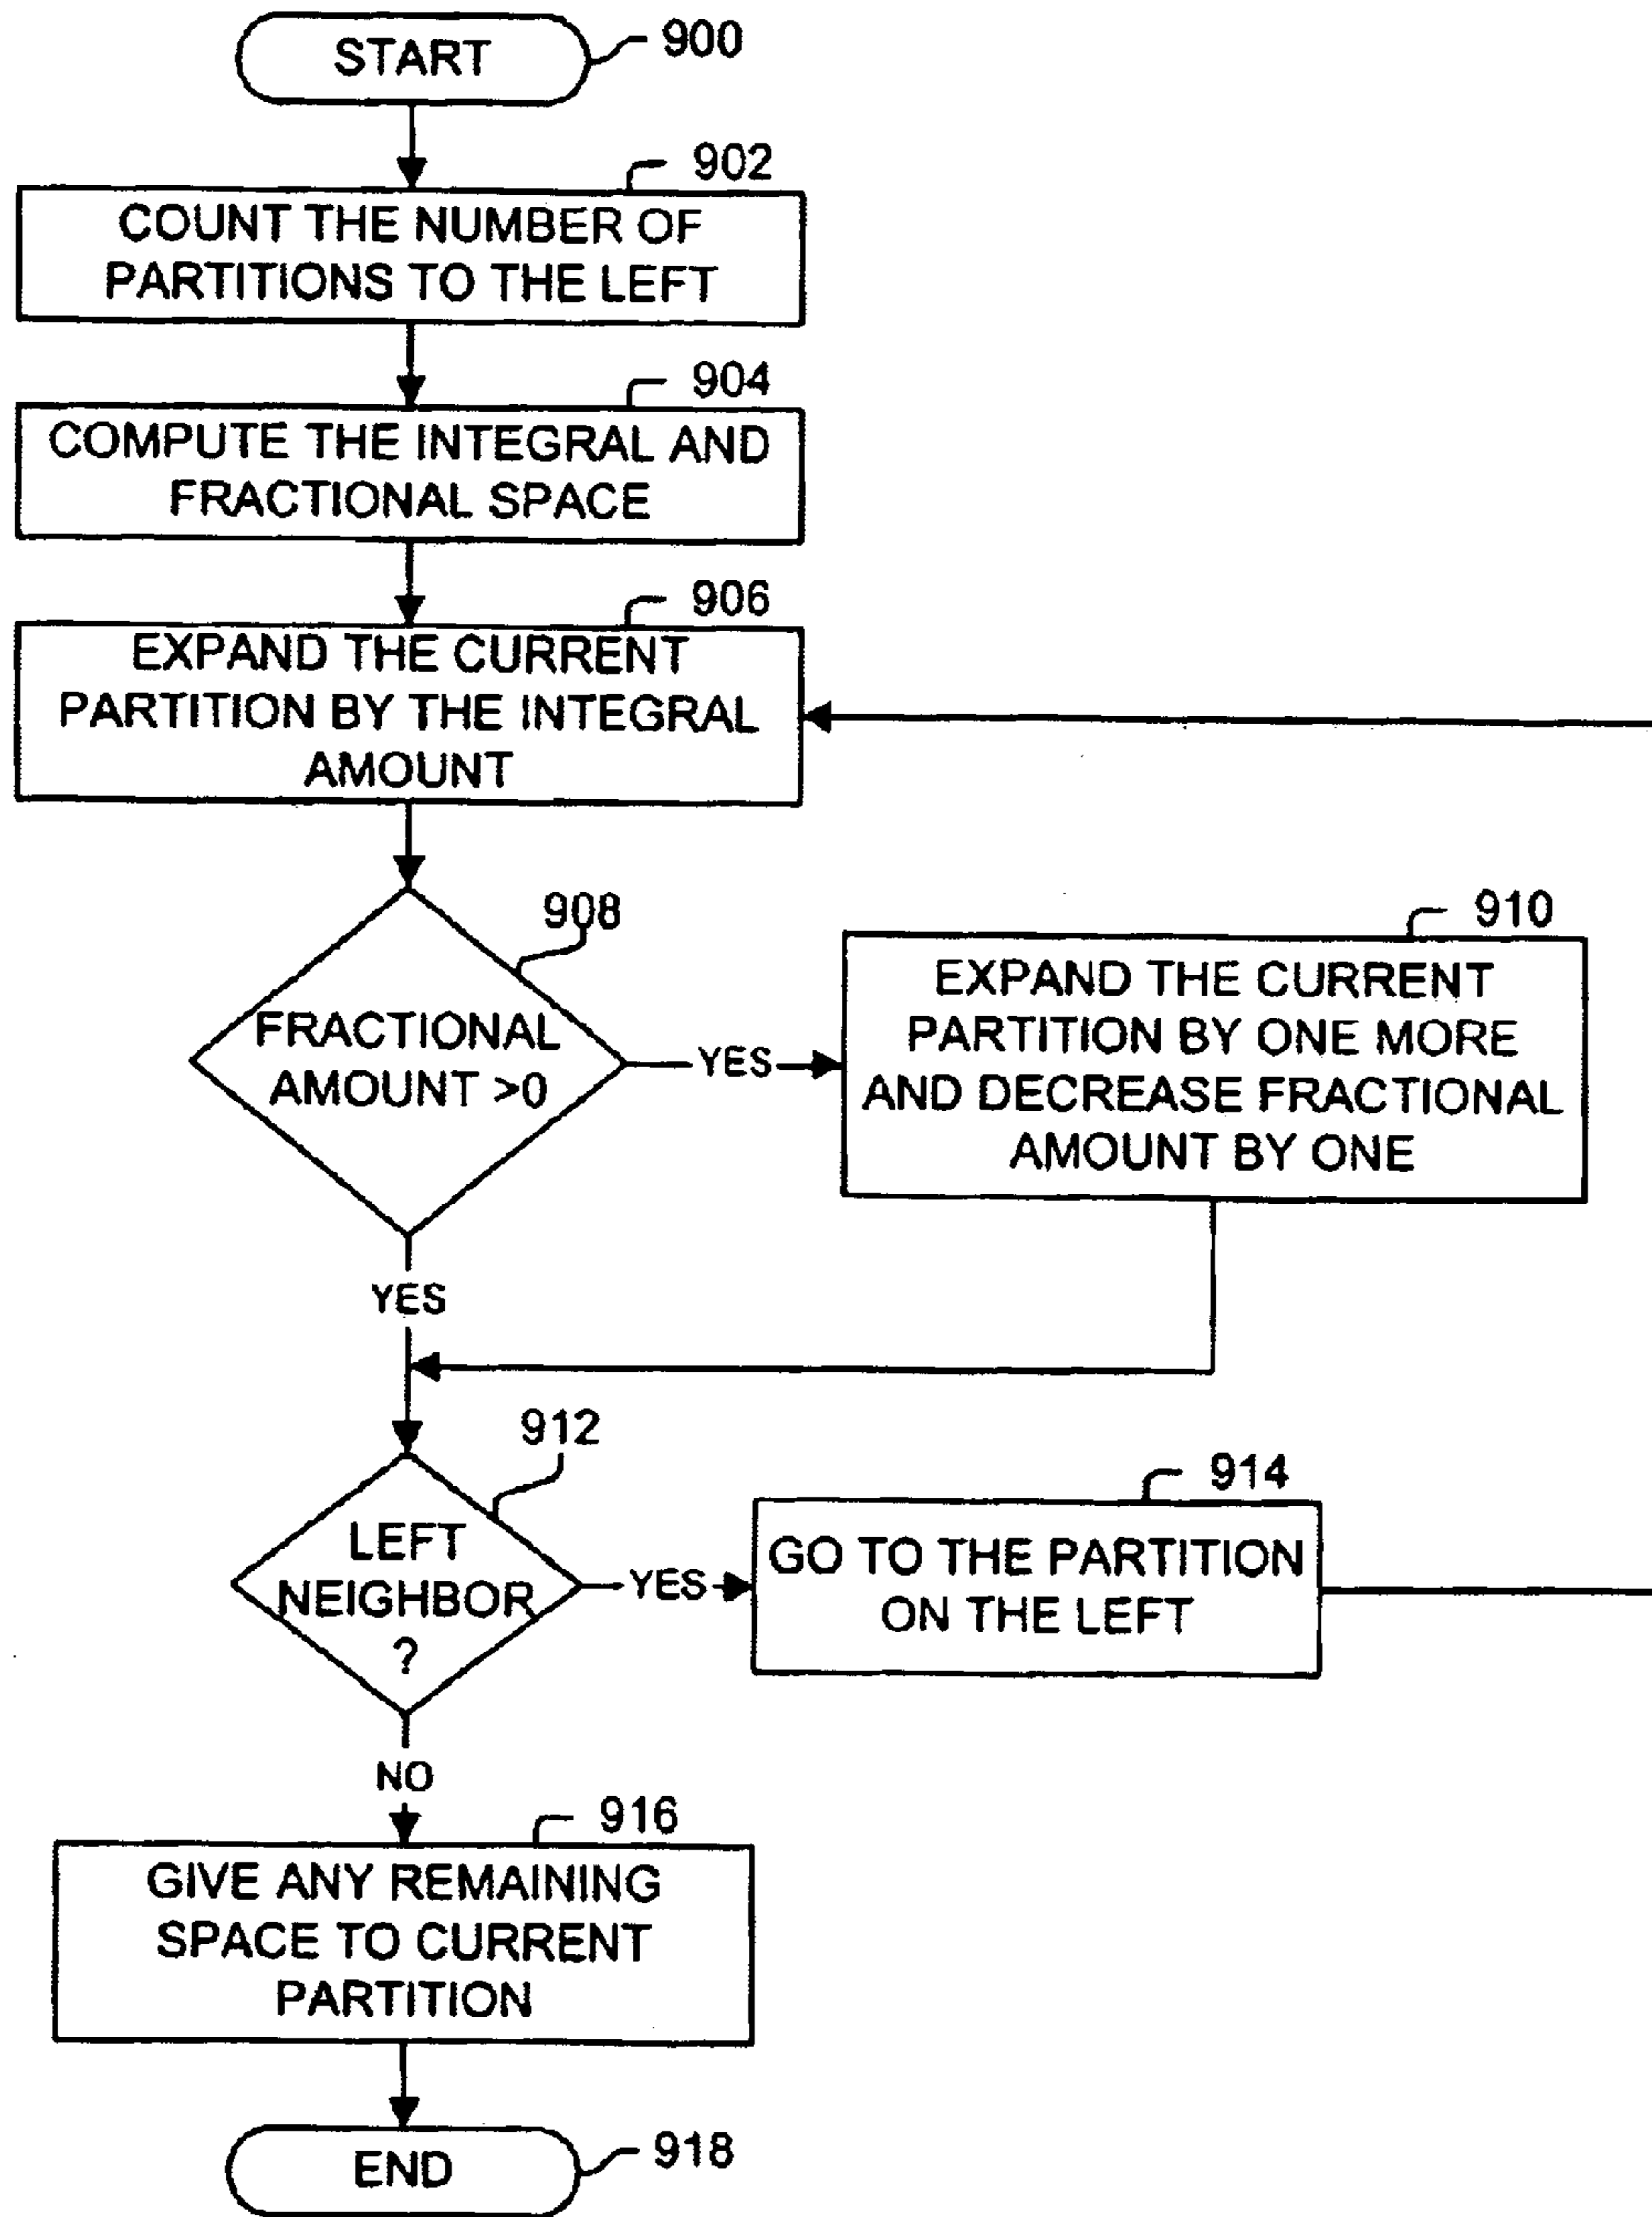 START
900
902
COUNT THE NUMBER OF
PARTITIONS TO THE LEFT
904
COMPUTE THE INTEGRAL AND
FRACTIONAL SPACE
906
EXPAND THE CURRENT
PARTITION BY THE INTEGRAL
AMOUNT
908
FRACTIONAL
AMOUNT >0
YES
910
EXPAND THE CURRENT
PARTITION BY ONE MORE
AND DECREASE FRACTIONAL
AMOUNT BY ONE
YES
912
LEFT
NEIGHBOR
?
YES
914
GO TO THE PARTITION
ON THE LEFT
NO
916
GIVE ANY REMAINING
SPACE TO CURRENT
PARTITION
END
918